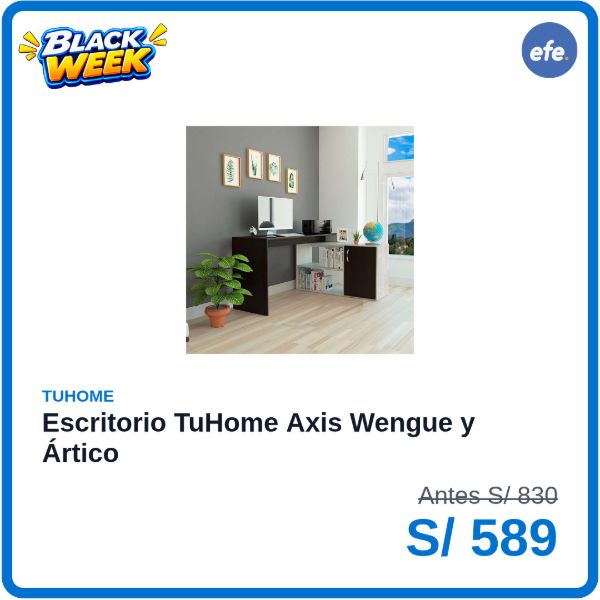 BLACK
WEEK
efe.
TUHOME
Escritorio TuHome Axis Wengue y
Ártico
Antes S/ 830
S/ 589